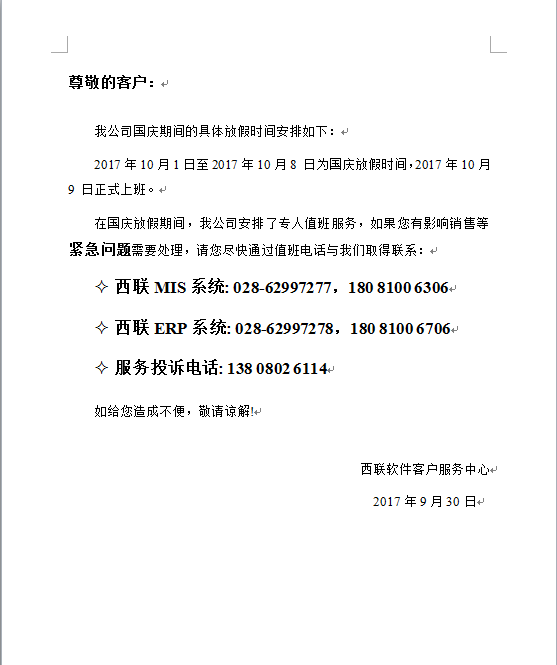 尊敬的客户：
我公司国庆期间的具体放假时间安排如下：
2017 年 10 月 1 日至 2017 年 10 月 8 日为国庆放假时间，2017 年 10 月
9 日正式上班。
在国庆放假期间，我公司安排了专人值班服务，如果您有影响销售等
紧急问题需要处理，请您尽快通过值班电话与我们取得联系：
西联 MIS 系统: 028-62997277，180 8100 6306
西联 ERP 系统: 028-62997278，180 8100 6706
服务投诉电话: 138 0802 6114
如给您造成不便，敬请谅解!
西联软件客户服务中心
2017 年 9 月 30 日